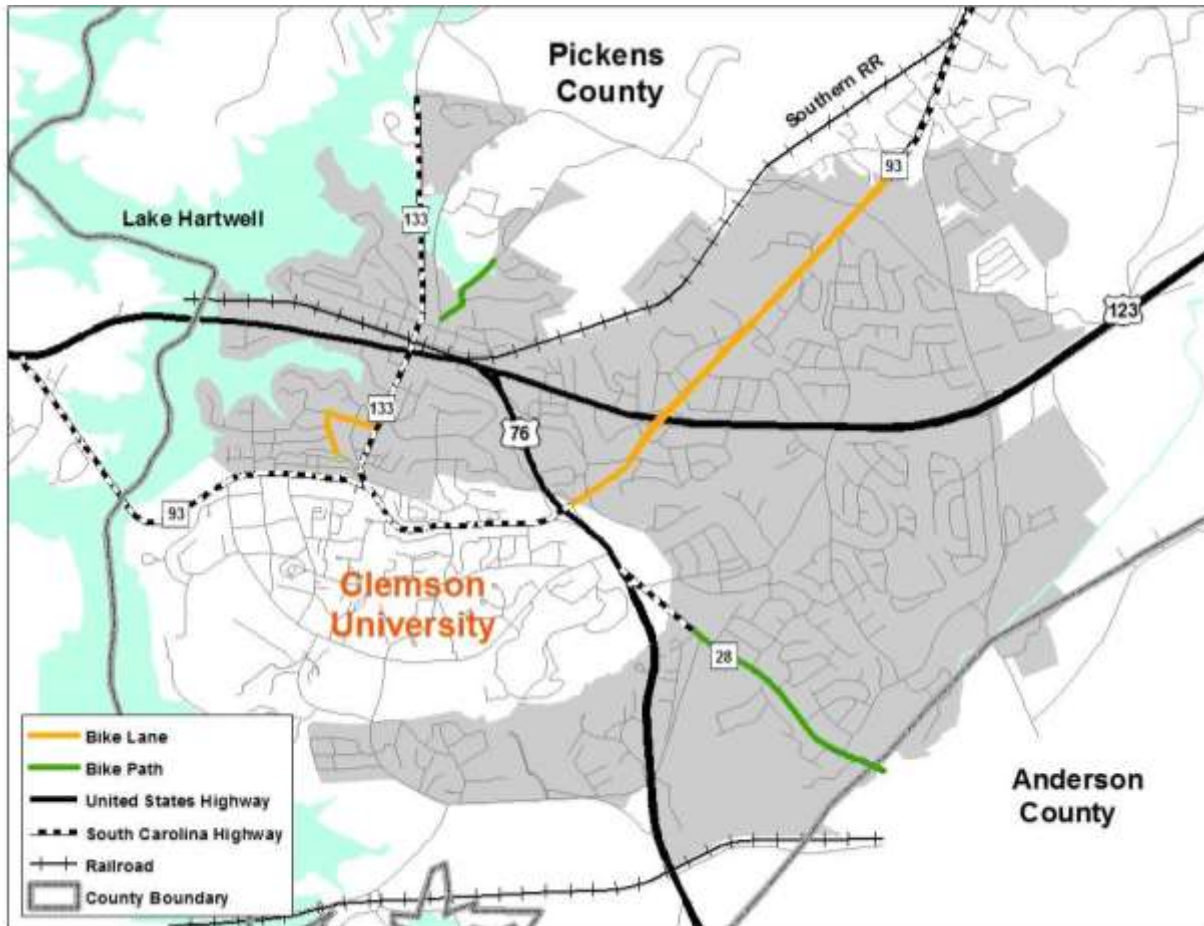 Pickens
County
Southern RR
93
133
Lake Hartwell
123
133
76
93
Clemson
University
28
Anderson
County
Bike Lane
Bike Path
United States Highway
South Carolina Highway
Railroad
County Boundary